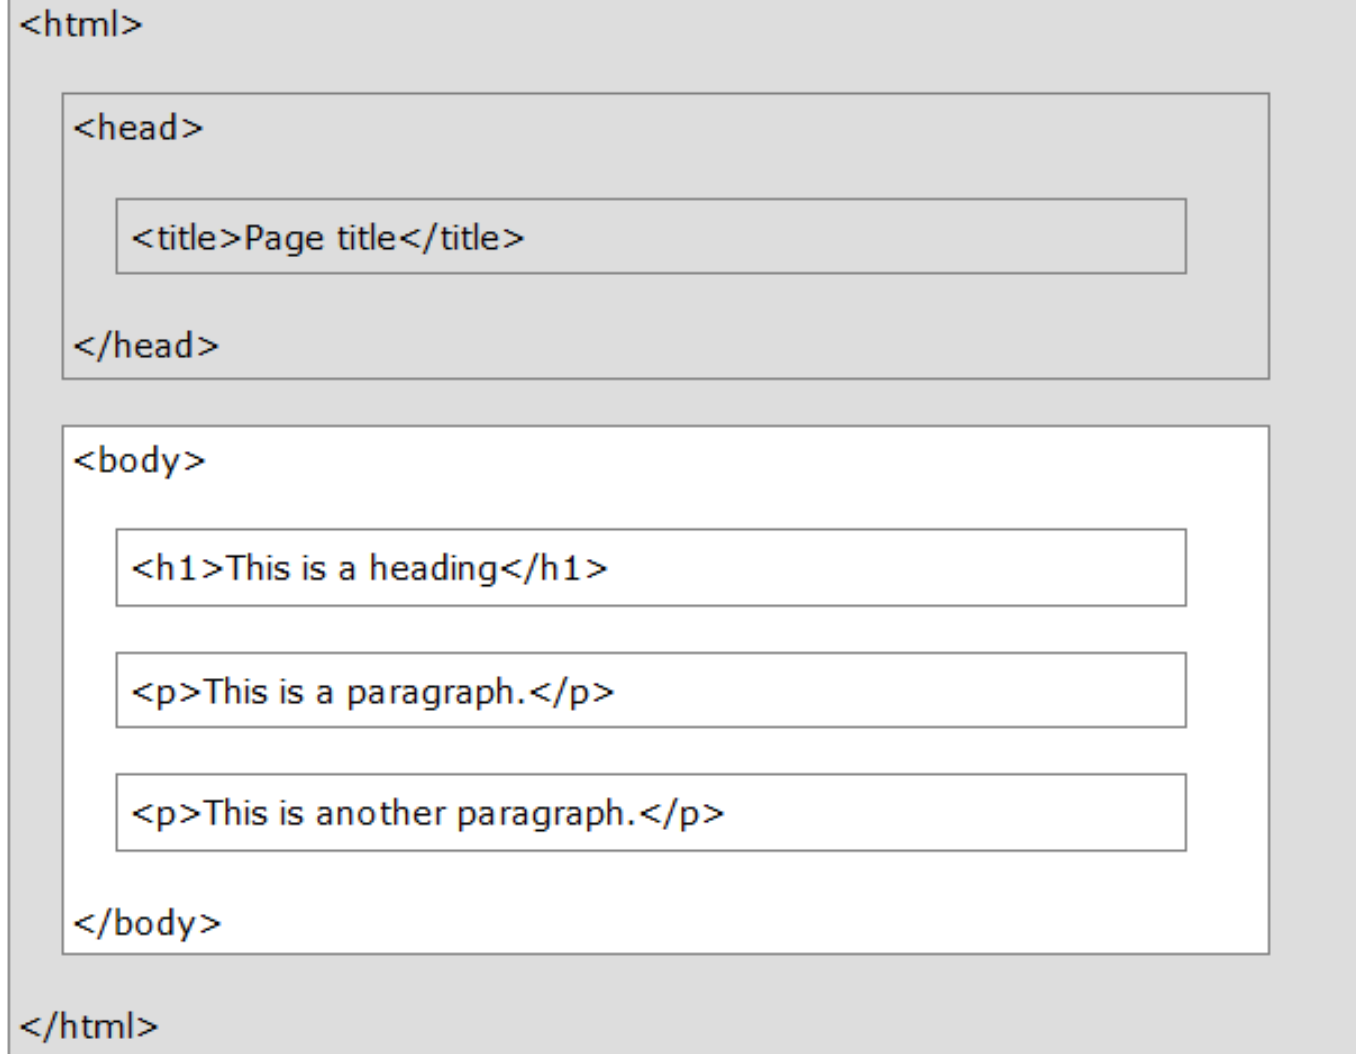 <html>
<head>
<title>Page title</title>
</head>
<body>
<h1>This is a heading</h1>
<p>This is a paragraph.</p>
<p>This is another paragraph.</p>
</body>
</html>